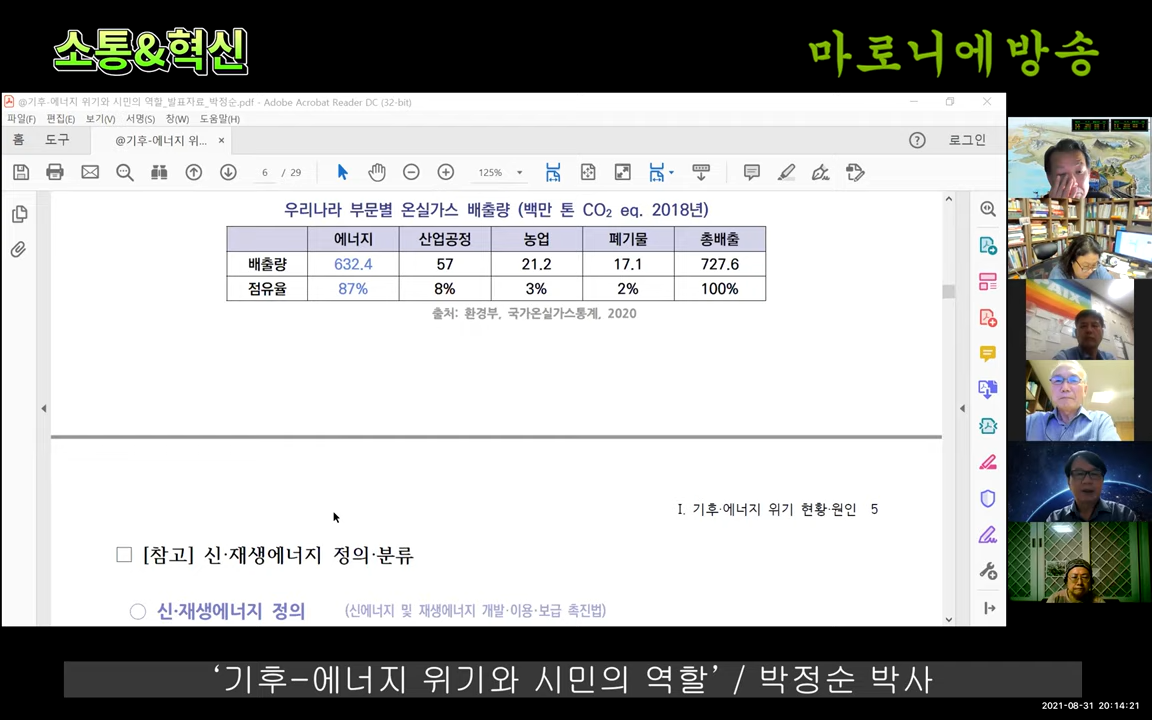 소통&혁신
마로니에방송
@기후-에너지 위기와 시민의 역할_발표자료_박정순.pdf - Adobe Acrobat Reader DC (32-bit)
파일(F) 편집(E) 보기(V) 서명(S) 창(W) 도움말(H)
홈 도구 @기후-에너지 위... × 로그인
6 / 29 125%
우리나라 부문별 온실가스 배출량 (백만 톤 CO₂ eq. 2018년)
에너지 산업공정 농업 폐기물 총배출
배출량 632.4 57 21.2 17.1 727.6
점유율 87% 8% 3% 2% 100%
출처: 환경부, 국가온실가스통계, 2020
I. 기후·에너지 위기 현황·원인 5
□ [참고] 신·재생에너지 정의·분류
○ 신·재생에너지 정의 (신에너지 및 재생에너지 개발·이용·보급 촉진법)
‘기후-에너지 위기와 시민의 역할’ / 박정순 박사
2021-08-31 20:14:21